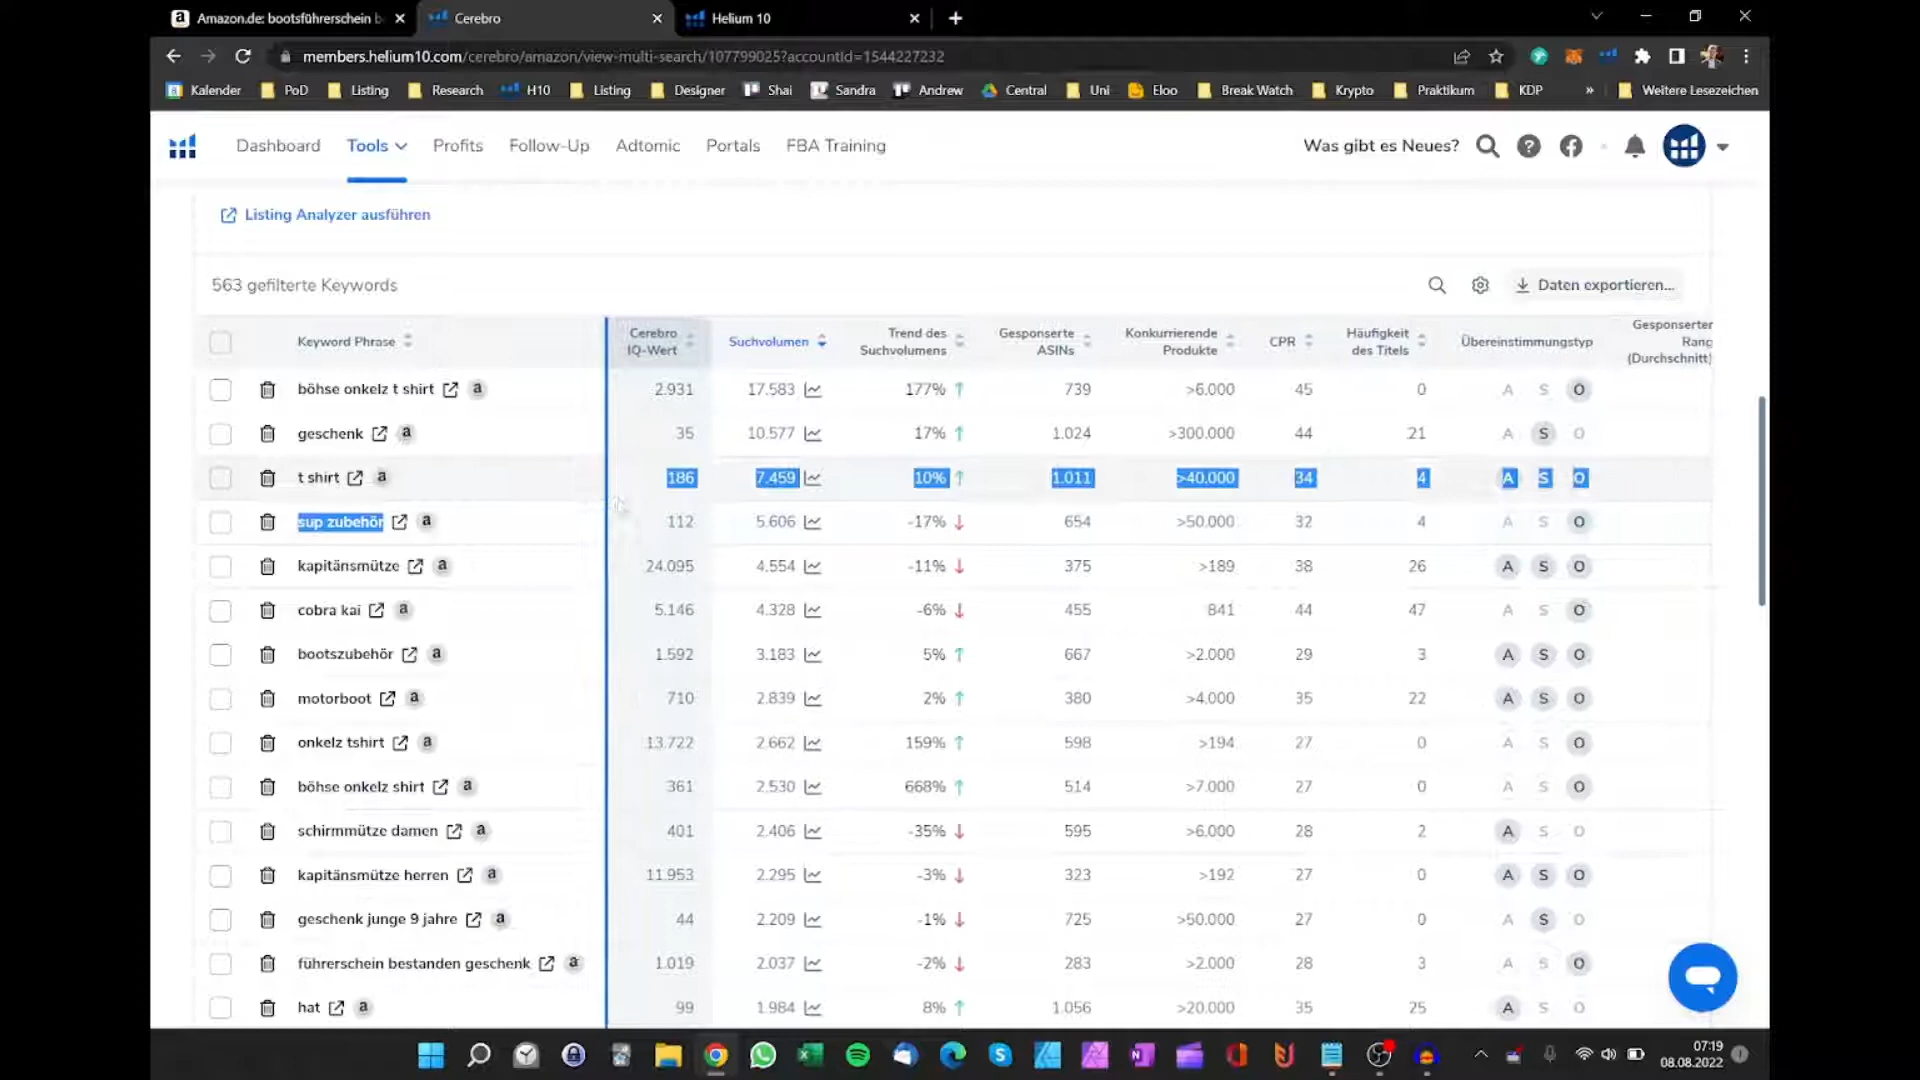 Amazon.de: bootsführerschein b
Cerebro
Helium 10
members.helium10.com/cerebro/amazon/view-multi-search/107799025?accountId=1544227232
Kalender PoD Listing Research H10 Listing Designer Shai Sandra Andrew Central Uni Eloo Break Watch Krypto Praktikum KDP » Weitere Lesezeichen
Dashboard Tools Profits Follow-Up Adtomic Portals FBA Training Was gibt es Neues?
Listing Analyzer ausführen
563 gefilterte Keywords Daten exportieren...
Keyword Phrase Cerebro IQ-Wert Suchvolumen Trend des Suchvolumens Gesponserte ASINs Konkurrierende Produkte CPR Häufigkeit des Titels Übereinstimmungstyp Gesponserter Rang (Durchschnitt)
böhse onkelz t shirt a 2.931 17.583 177% ↑ 739 >6.000 45 0 A S O
geschenk a 35 10.577 17% ↑ 1.024 >300.000 44 21 A S O
t shirt a 186 7.459 10% ↑ 1.011 >40.000 34 4 A S O
sup zubehör a 112 5.606 -17% ↓ 654 >50.000 32 4 A S O
kapitänsmütze a 24.095 4.554 -11% ↓ 375 >189 38 26 A S O
cobra kai a 5.146 4.328 -6% ↓ 455 841 44 47 A S O
bootszubehör a 1.592 3.183 5% ↑ 667 >2.000 29 3 A S O
motorboot a 710 2.839 2% ↑ 380 >4.000 35 22 A S O
onkelz tshirt a 13.722 2.662 159% ↑ 598 >194 27 0 A S O
böhse onkelz shirt a 361 2.530 668% ↑ 514 >7.000 27 0 A S O
schirmmütze damen a 401 2.406 -35% ↓ 595 >6.000 28 2 A S O
kapitänsmütze herren a 11.953 2.295 -3% ↓ 323 >192 27 0 A S O
geschenk junge 9 jahre a 44 2.209 -1% ↓ 725 >50.000 27 0 A S O
führerschein bestanden geschenk a 1.019 2.037 -2% ↓ 283 >2.000 28 3 A S O
hat a 99 1.984 8% ↑ 1.056 >20.000 35 25 A S O
07:19
08.08.2022